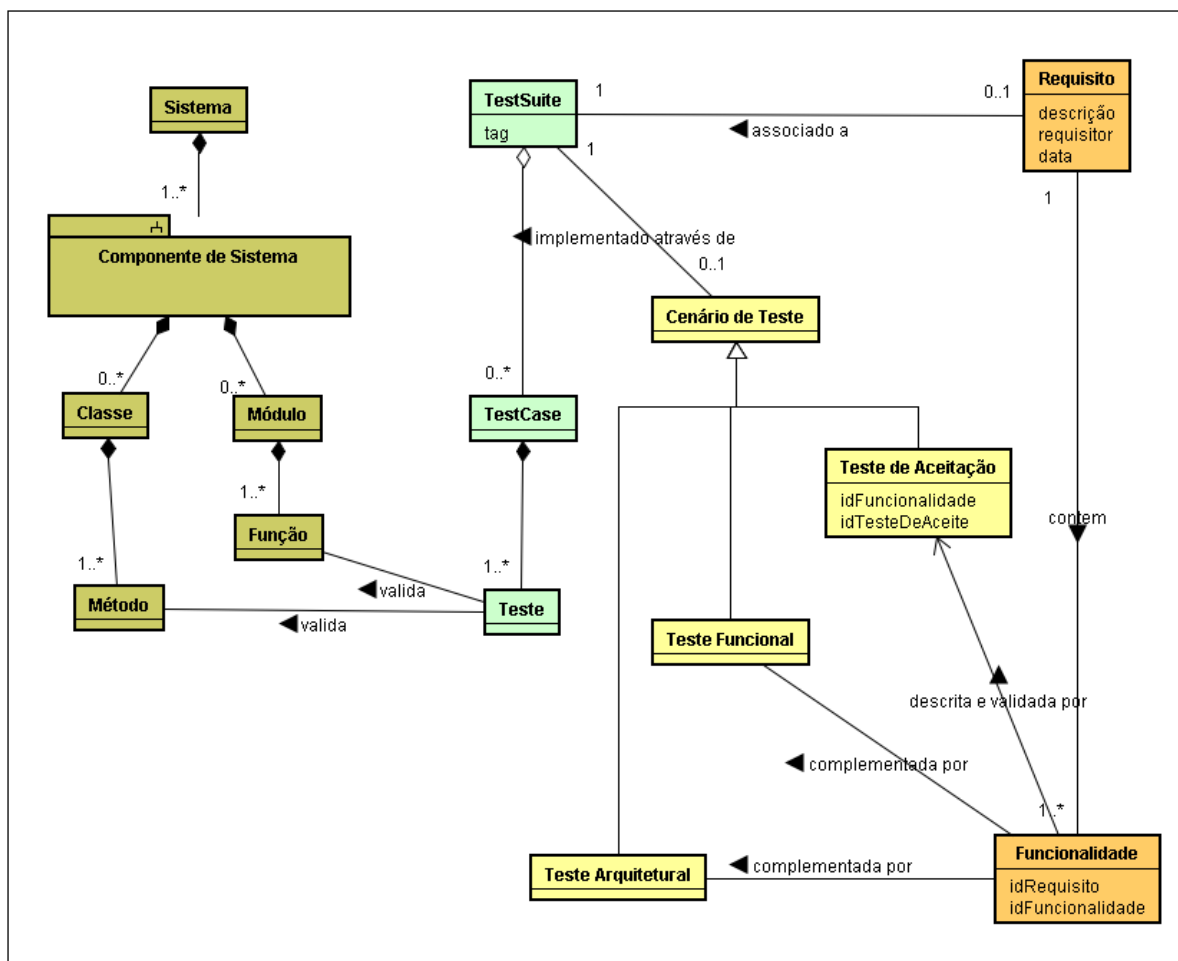 Sistema
1..*
Componente de Sistema
0..*
0..*
Classe
Módulo
1..*
Função
1..*
Método
valida
valida
TestSuite
tag
1
0..1
associado a
1
implementado através de
0..1
0..*
TestCase
1..*
Teste
Requisito
descrição
requisitor
data
1
Cenário de Teste
Teste de Aceitação
idFuncionalidade
idTesteDeAceite
contem
Teste Funcional
descrita e validada por
complementada por
1..*
Teste Arquitetural
complementada por
Funcionalidade
idRequisito
idFuncionalidade